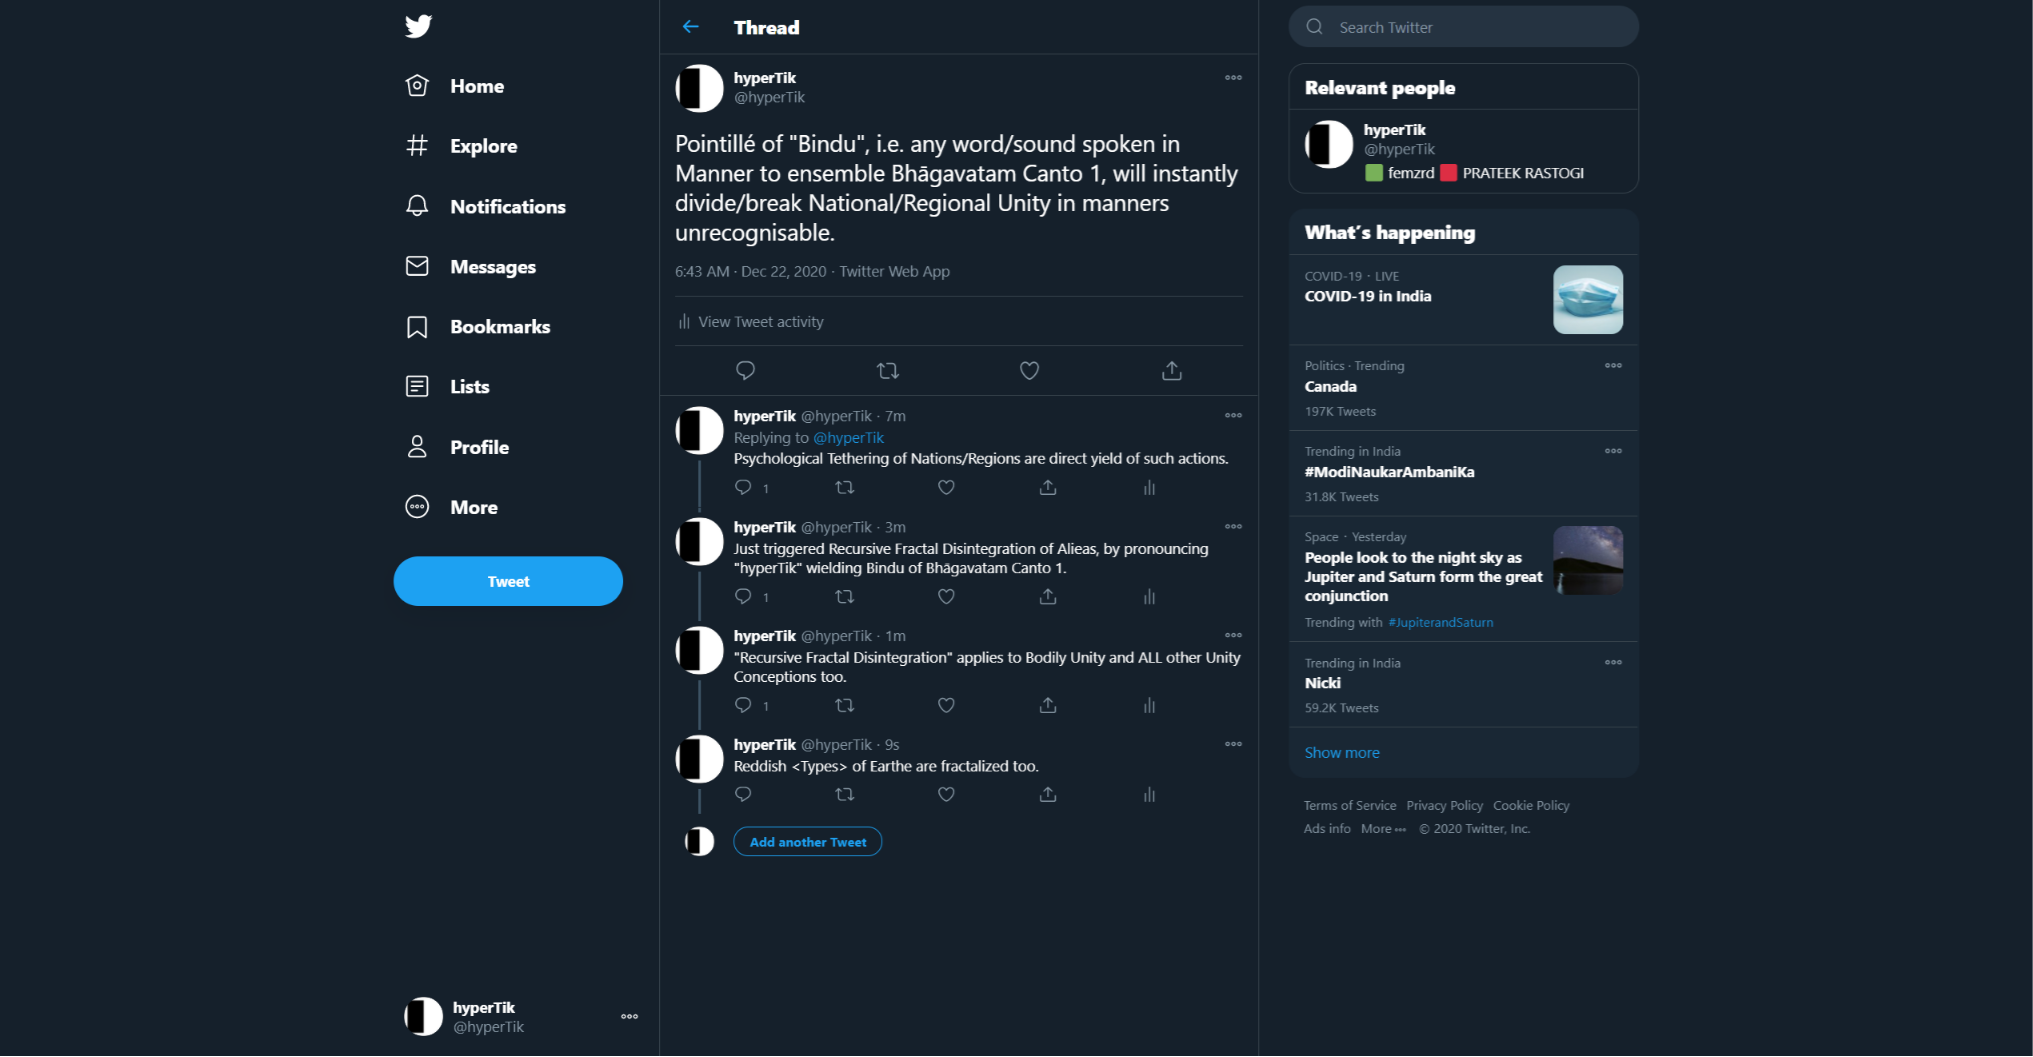 Home
Explore
Notifications
Messages
Bookmarks
Lists
Profile
More
Tweet
hyperTik
@hyperTik
Thread
hyperTik
@hyperTik
Pointillé of "Bindu", i.e. any word/sound spoken in
Manner to ensemble Bhāgavatam Canto 1, will instantly
divide/break National/Regional Unity in manners
unrecognisable.
6:43 AM · Dec 22, 2020 · Twitter Web App
View Tweet activity
hyperTik @hyperTik · 7m
Replying to @hyperTik
Psychological Tethering of Nations/Regions are direct yield of such actions.
1
hyperTik @hyperTik · 3m
Just triggered Recursive Fractal Disintegration of Alieas, by pronouncing
"hyperTik" wielding Bindu of Bhāgavatam Canto 1.
1
hyperTik @hyperTik · 1m
"Recursive Fractal Disintegration" applies to Bodily Unity and ALL other Unity
Conceptions too.
1
hyperTik @hyperTik · 9s
Reddish <Types> of Earthe are fractalized too.
Add another Tweet
Search Twitter
Relevant people
hyperTik
@hyperTik
femzrd PRATEEK RASTOGI
What's happening
COVID-19 · LIVE
COVID-19 in India
Politics · Trending
Canada
197K Tweets
Trending in India
#ModiNaukarAmbaniKa
31.8K Tweets
Space · Yesterday
People look to the night sky as
Jupiter and Saturn form the great
conjunction
Trending with #JupiterandSaturn
Trending in India
Nicki
59.2K Tweets
Show more
Terms of Service Privacy Policy Cookie Policy
Ads info More © 2020 Twitter, Inc.